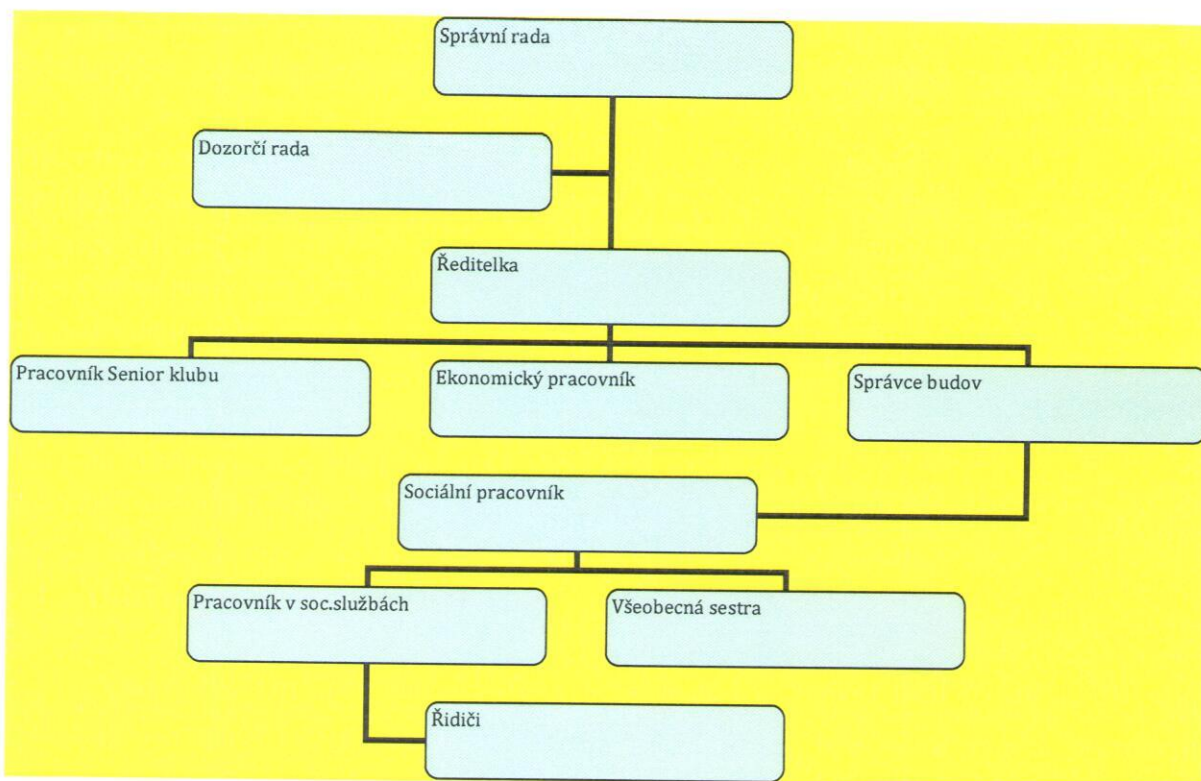 Správní rada
Dozorčí rada
Ředitelka
Pracovník Senior klubu
Ekonomický pracovník
Správce budov
Sociální pracovník
Pracovník v soc.službách
Všeobecná sestra
Řidiči